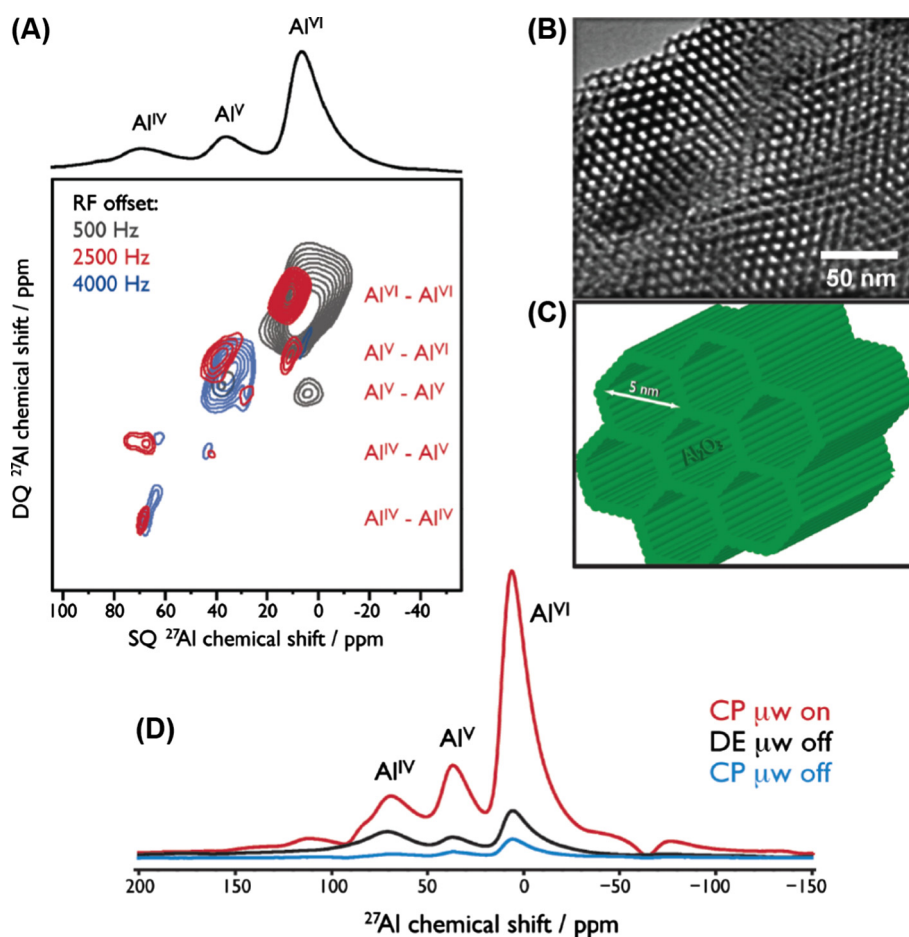 (A)
Al^VI
Al^IV
Al^V
RF offset:
500 Hz
2500 Hz
4000 Hz
Al^VI - Al^VI
Al^V - Al^VI
Al^V - Al^V
Al^IV - Al^V
Al^IV - Al^IV
DQ ²⁷Al chemical shift / ppm
100 80 60 40 20 0 -20 -40
SQ ²⁷Al chemical shift / ppm
(B)
50 nm
(C)
5 nm
Al₂O₃
(D)
Al^VI
Al^V
Al^IV
CP μw on
DE μw off
CP μw off
200 150 100 50 0 −50 −100 −150
²⁷Al chemical shift / ppm